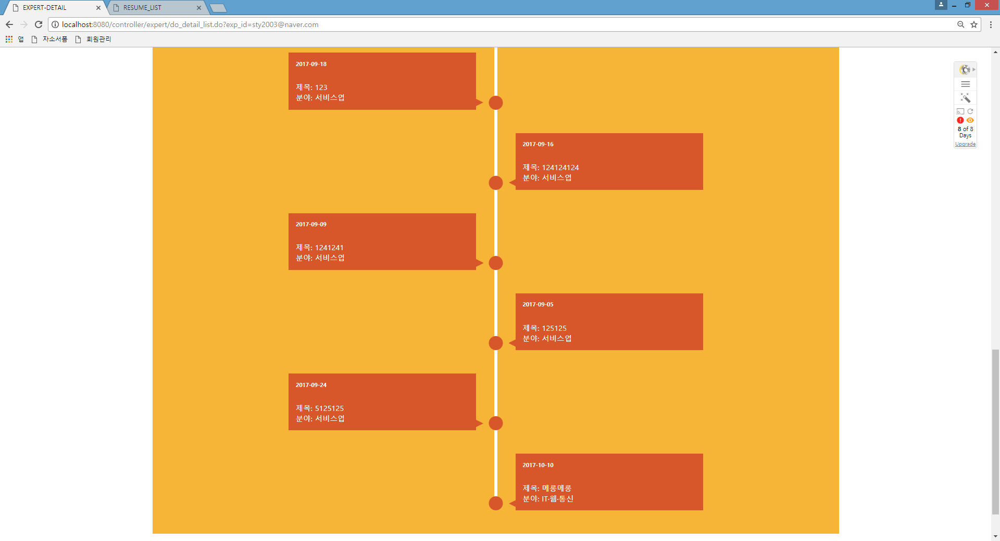 EXPERT-DETAIL
RESUME_LIST
localhost:8080/controller/expert/do_detail_list.do?exp_id=sty2003@naver.com
앱
자소서폼
회원관리
2017-09-18
제목: 123
분야: 서비스업
2017-09-16
제목: 124124124
분야: 서비스업
2017-09-09
제목: 1241241
분야: 서비스업
2017-09-05
제목: 125125
분야: 서비스업
2017-09-24
제목: 5125125
분야: 서비스업
2017-10-10
제목: 메롱메롱
분야: IT·웹·통신
8 of 8
Days
Upgrade